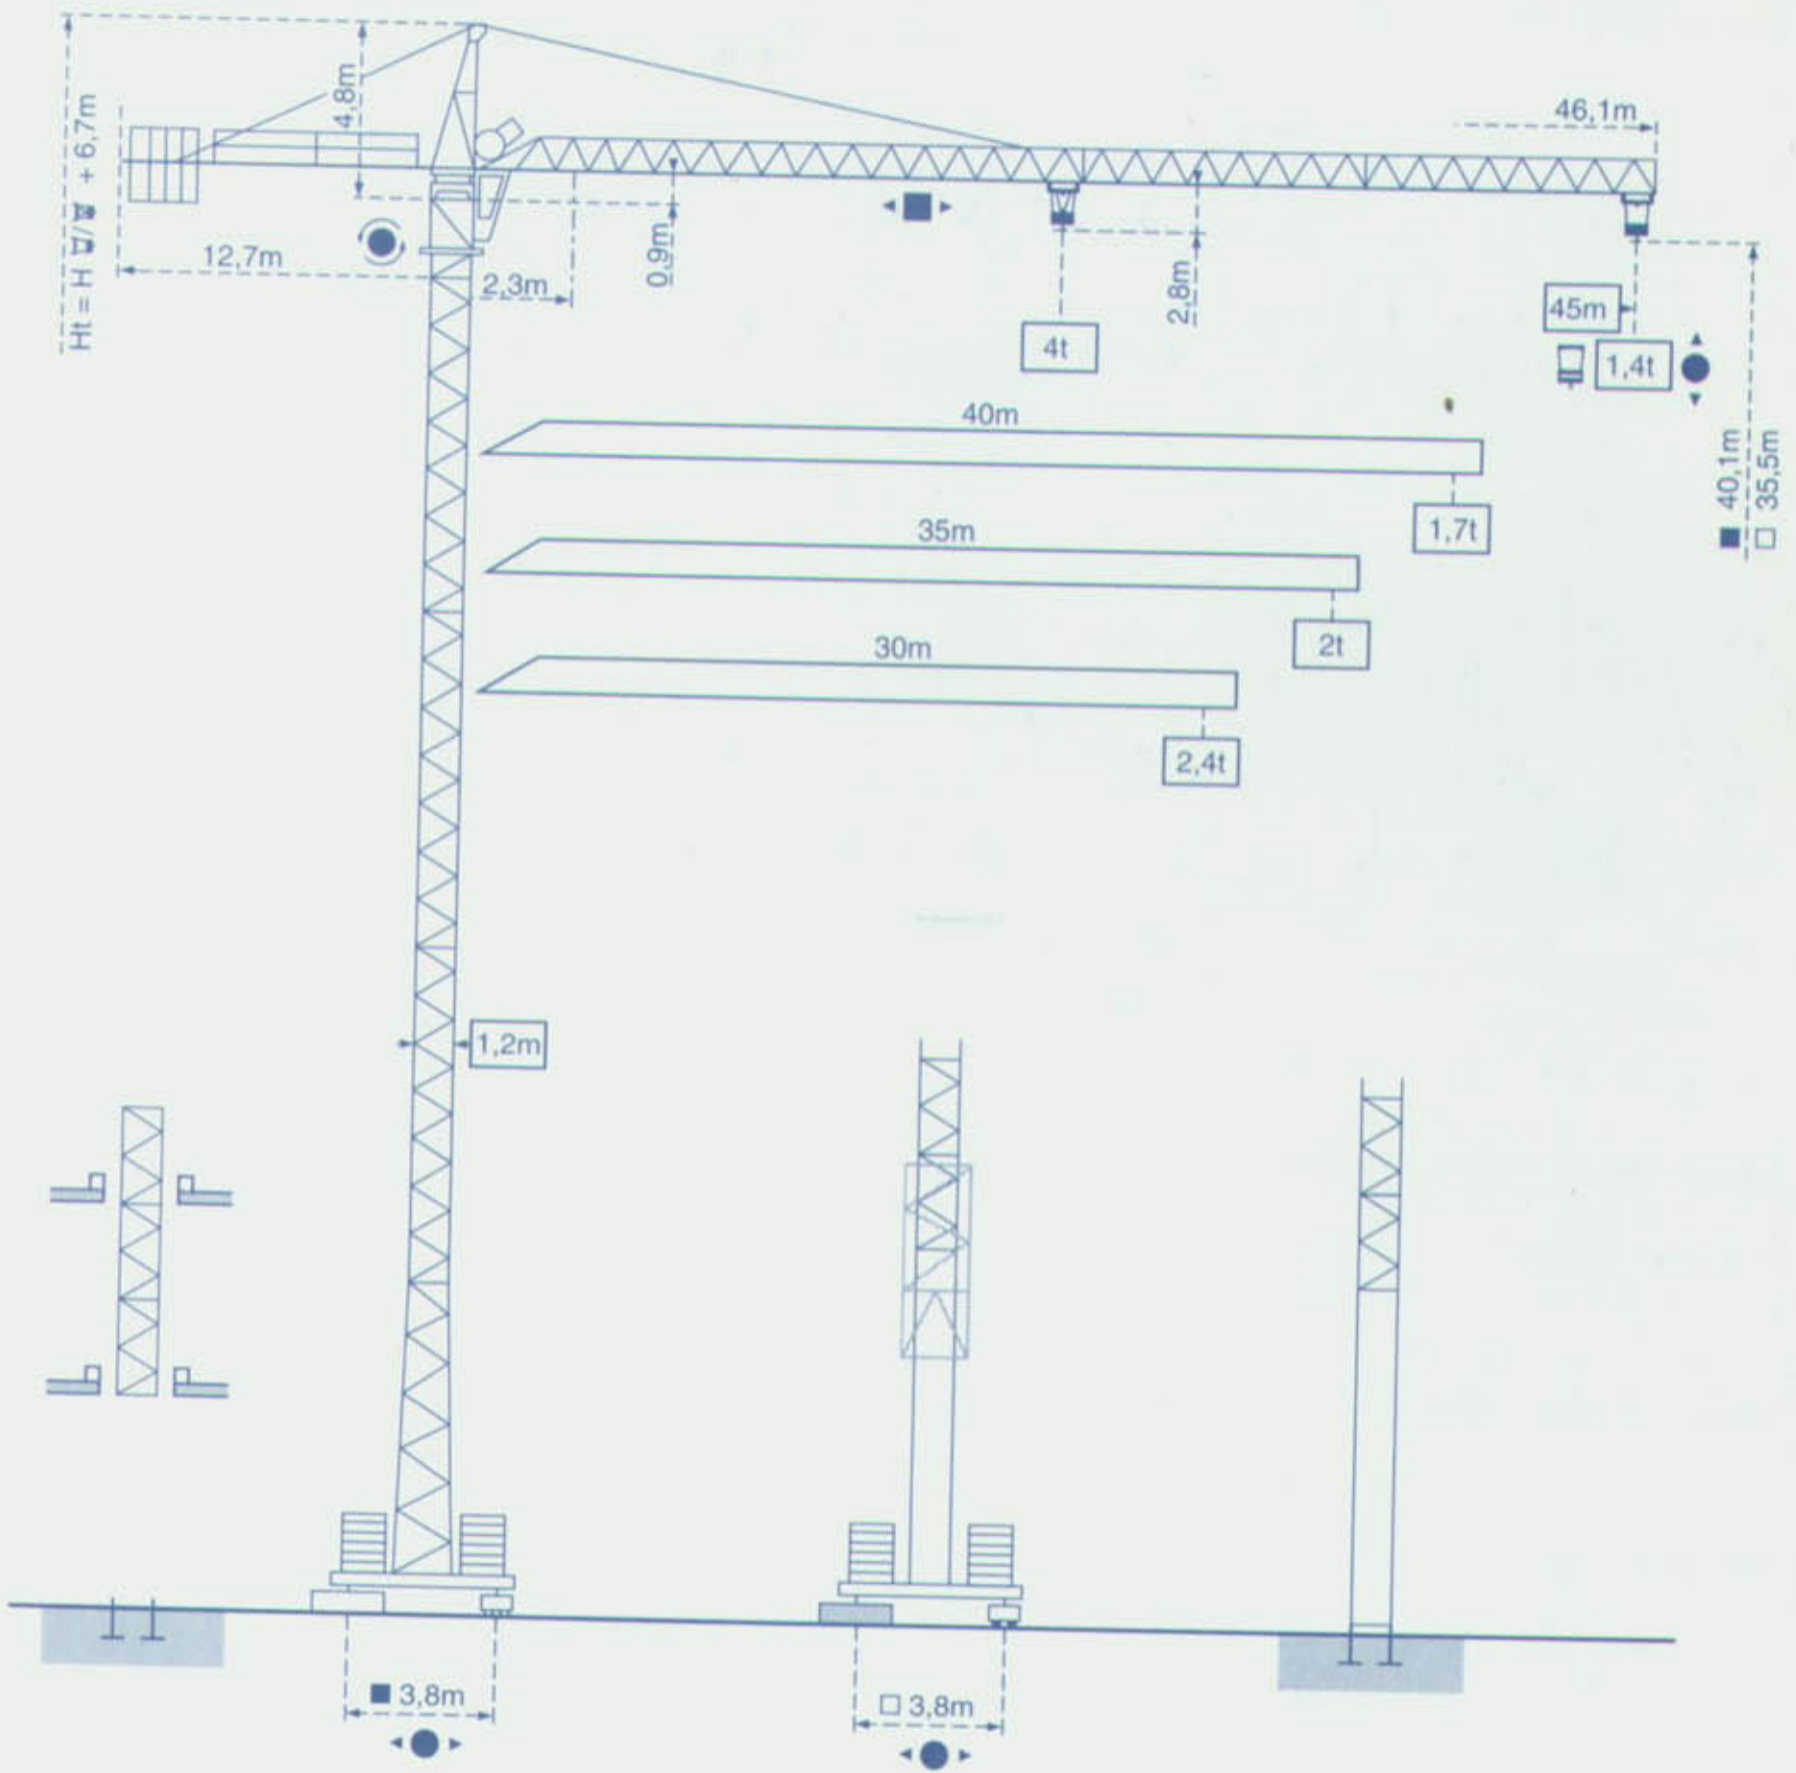 46,1m
4,8m
Ht = H
+ 6,7m
12,7m
2,3m
0,9m
2,8m
4t
45m
1,4t
40,1m
35,5m
40m
1,7t
35m
2t
30m
2,4t
1,2m
3,8m
3,8m